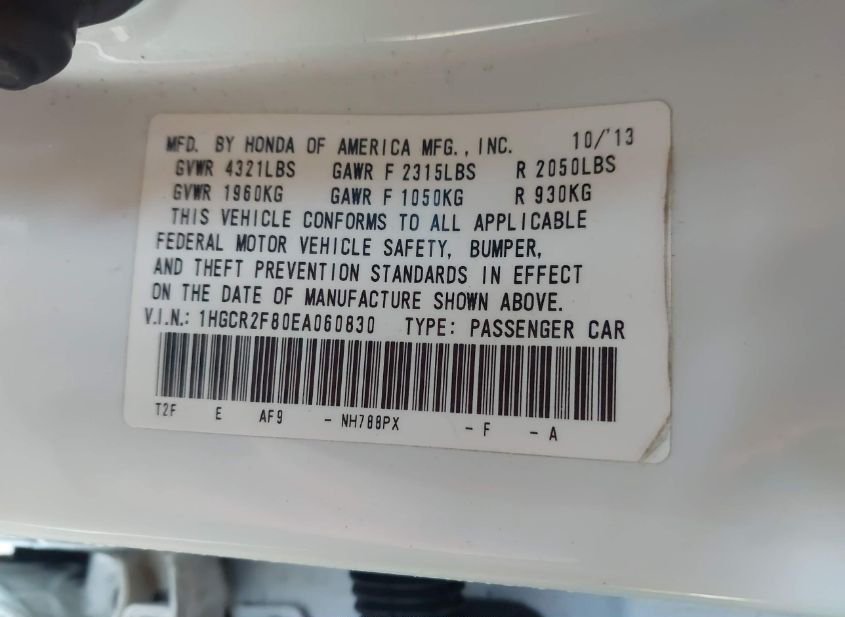 MFD. BY HONDA OF AMERICA MFG., INC. 10/'13
GVWR 4321LBS GAWR F 2315LBS R 2050LBS
GVWR 1960KG GAWR F 1050KG R 930KG
THIS VEHICLE CONFORMS TO ALL APPLICABLE
FEDERAL MOTOR VEHICLE SAFETY, BUMPER,
AND THEFT PREVENTION STANDARDS IN EFFECT
ON THE DATE OF MANUFACTURE SHOWN ABOVE.
V.I.N.: 1HGCR2F80EA060830 TYPE: PASSENGER CAR
T2F E AF9 - NH788PX - F - A